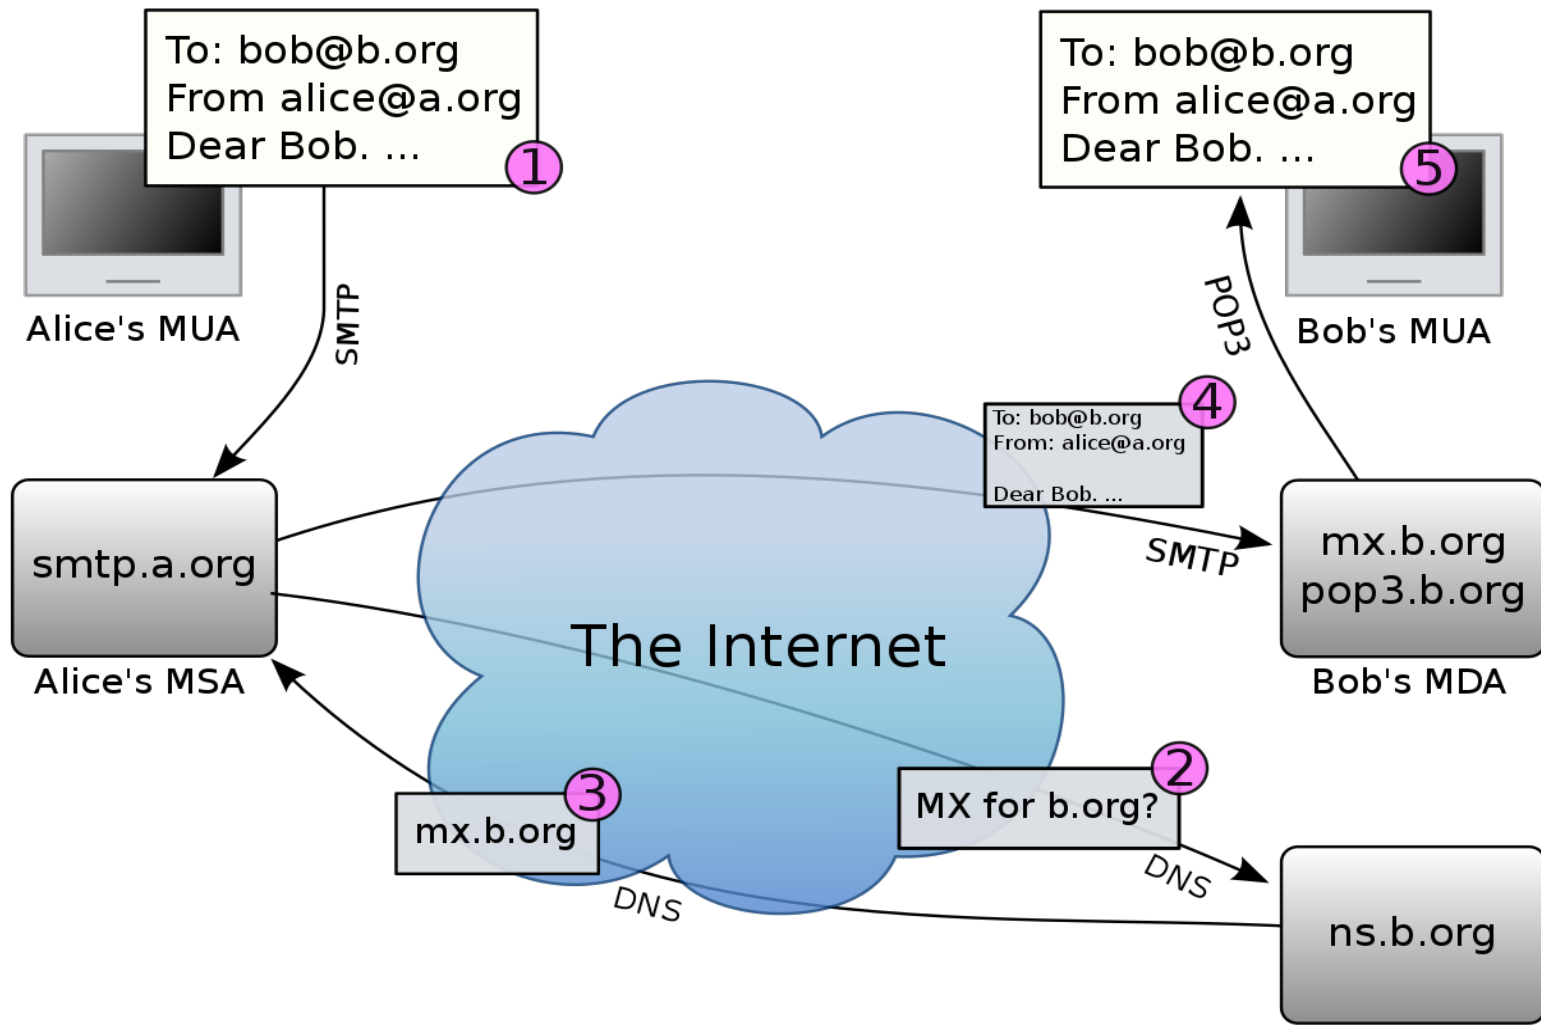 To: bob@b.org
From alice@a.org
Dear Bob. ...
1
Alice's MUA
SMTP
To: bob@b.org
From alice@a.org
Dear Bob. ...
5
Bob's MUA
POP3
4
To: bob@b.org
From: alice@a.org
Dear Bob. ...
SMTP
smtp.a.org
Alice's MSA
The Internet
mx.b.org
pop3.b.org
Bob's MDA
2
MX for b.org?
DNS
3
mx.b.org
DNS
ns.b.org